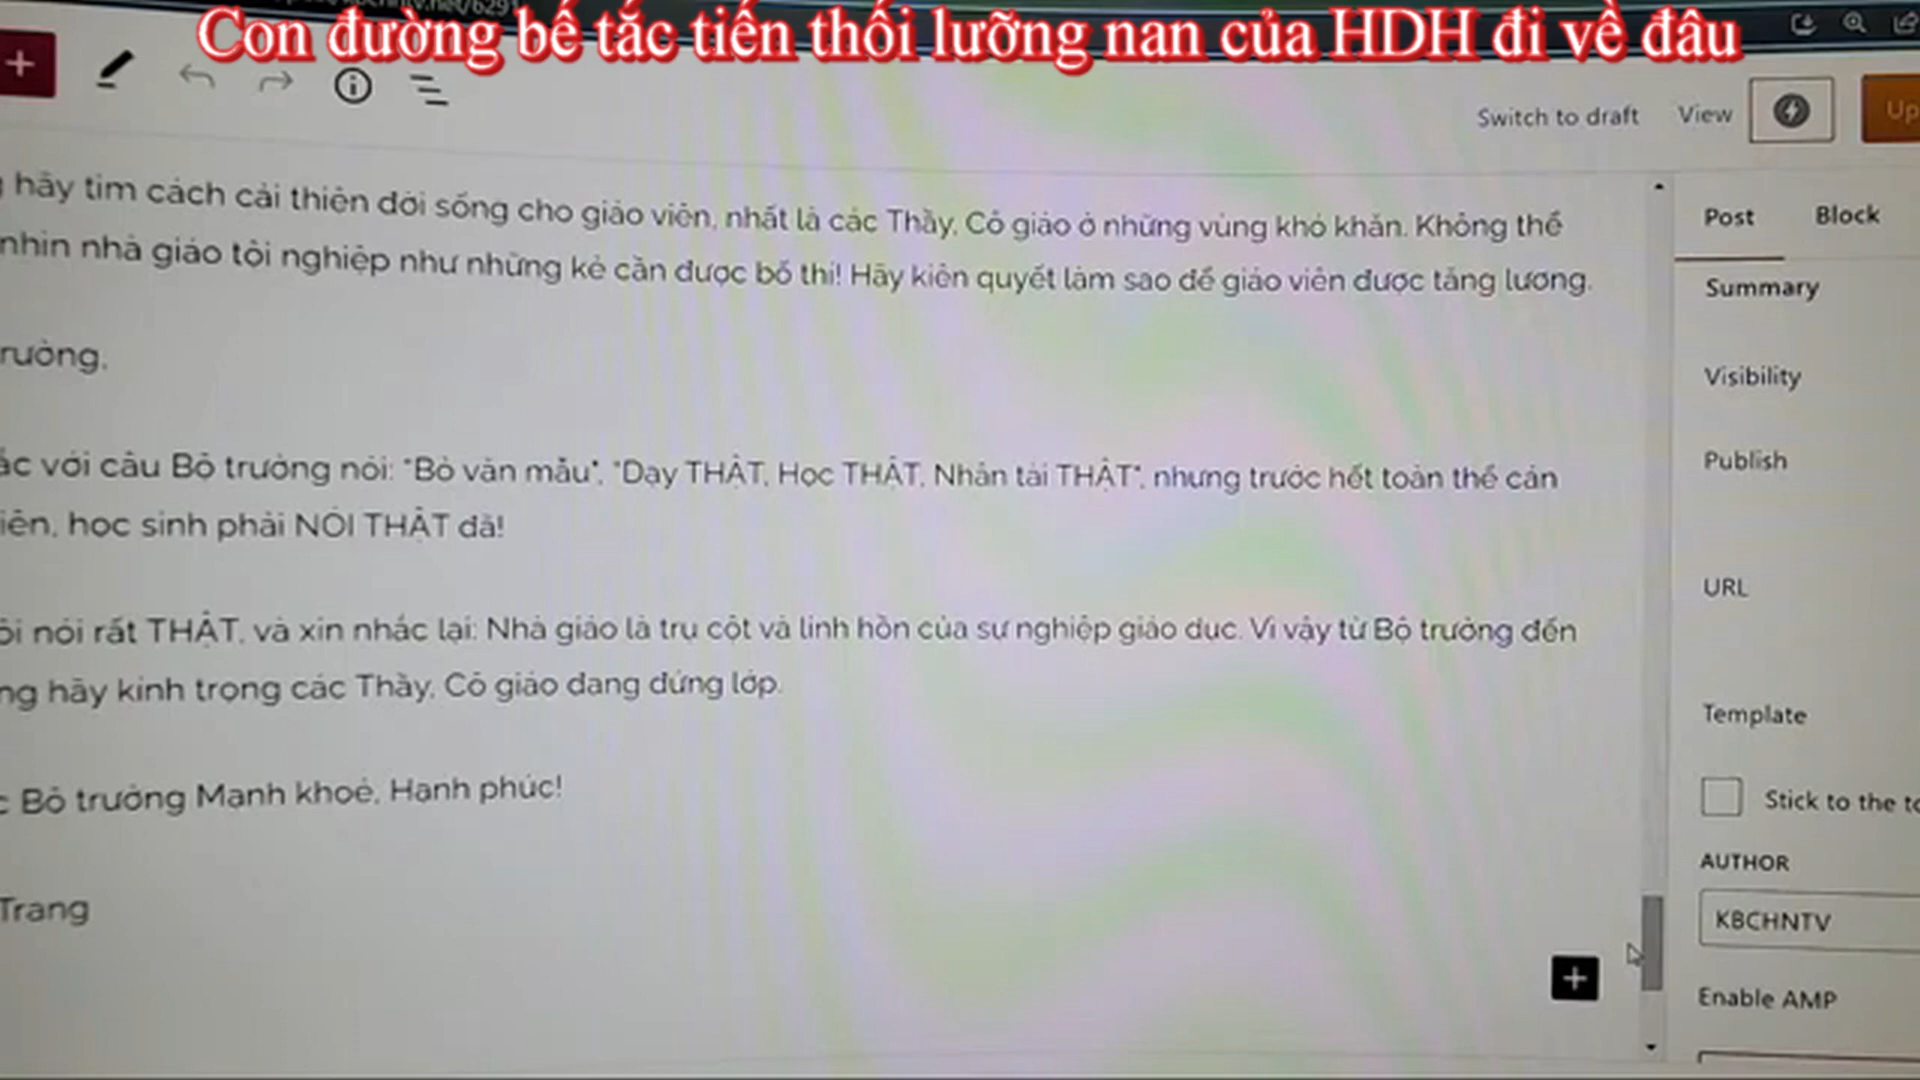 Con đường bế tắc tiến thối lưỡng nan của HDH đi về đâu
Switch to draft View
hãy tìm cách cải thiện đời sống cho giáo viên, nhất là các Thầy, Cô giáo ở những vùng khó khăn. Không thể
nhìn nhà giáo tội nghiệp như những kẻ cần được bố thí! Hãy kiên quyết làm sao để giáo viên được tăng lương.
rưởng,
ắc với câu Bộ trưởng nói: "Bỏ văn mẫu", "Dạy THẬT, Học THẬT, Nhân tài THẬT", nhưng trước hết toàn thể cán
iên, học sinh phải NÓI THẬT đã!
ôi nói rất THẬT, và xin nhắc lại: Nhà giáo là trụ cột và linh hồn của sự nghiệp giáo dục. Vì vậy từ Bộ trưởng đến
ng hãy kính trọng các Thầy, Cô giáo đang đứng lớp.
c Bộ trưởng Mạnh khoẻ, Hạnh phúc!
Trang
Post Block
Summary
Visibility
Publish
URL
Template
Stick to the to
AUTHOR
KBCHNTV
Enable AMP